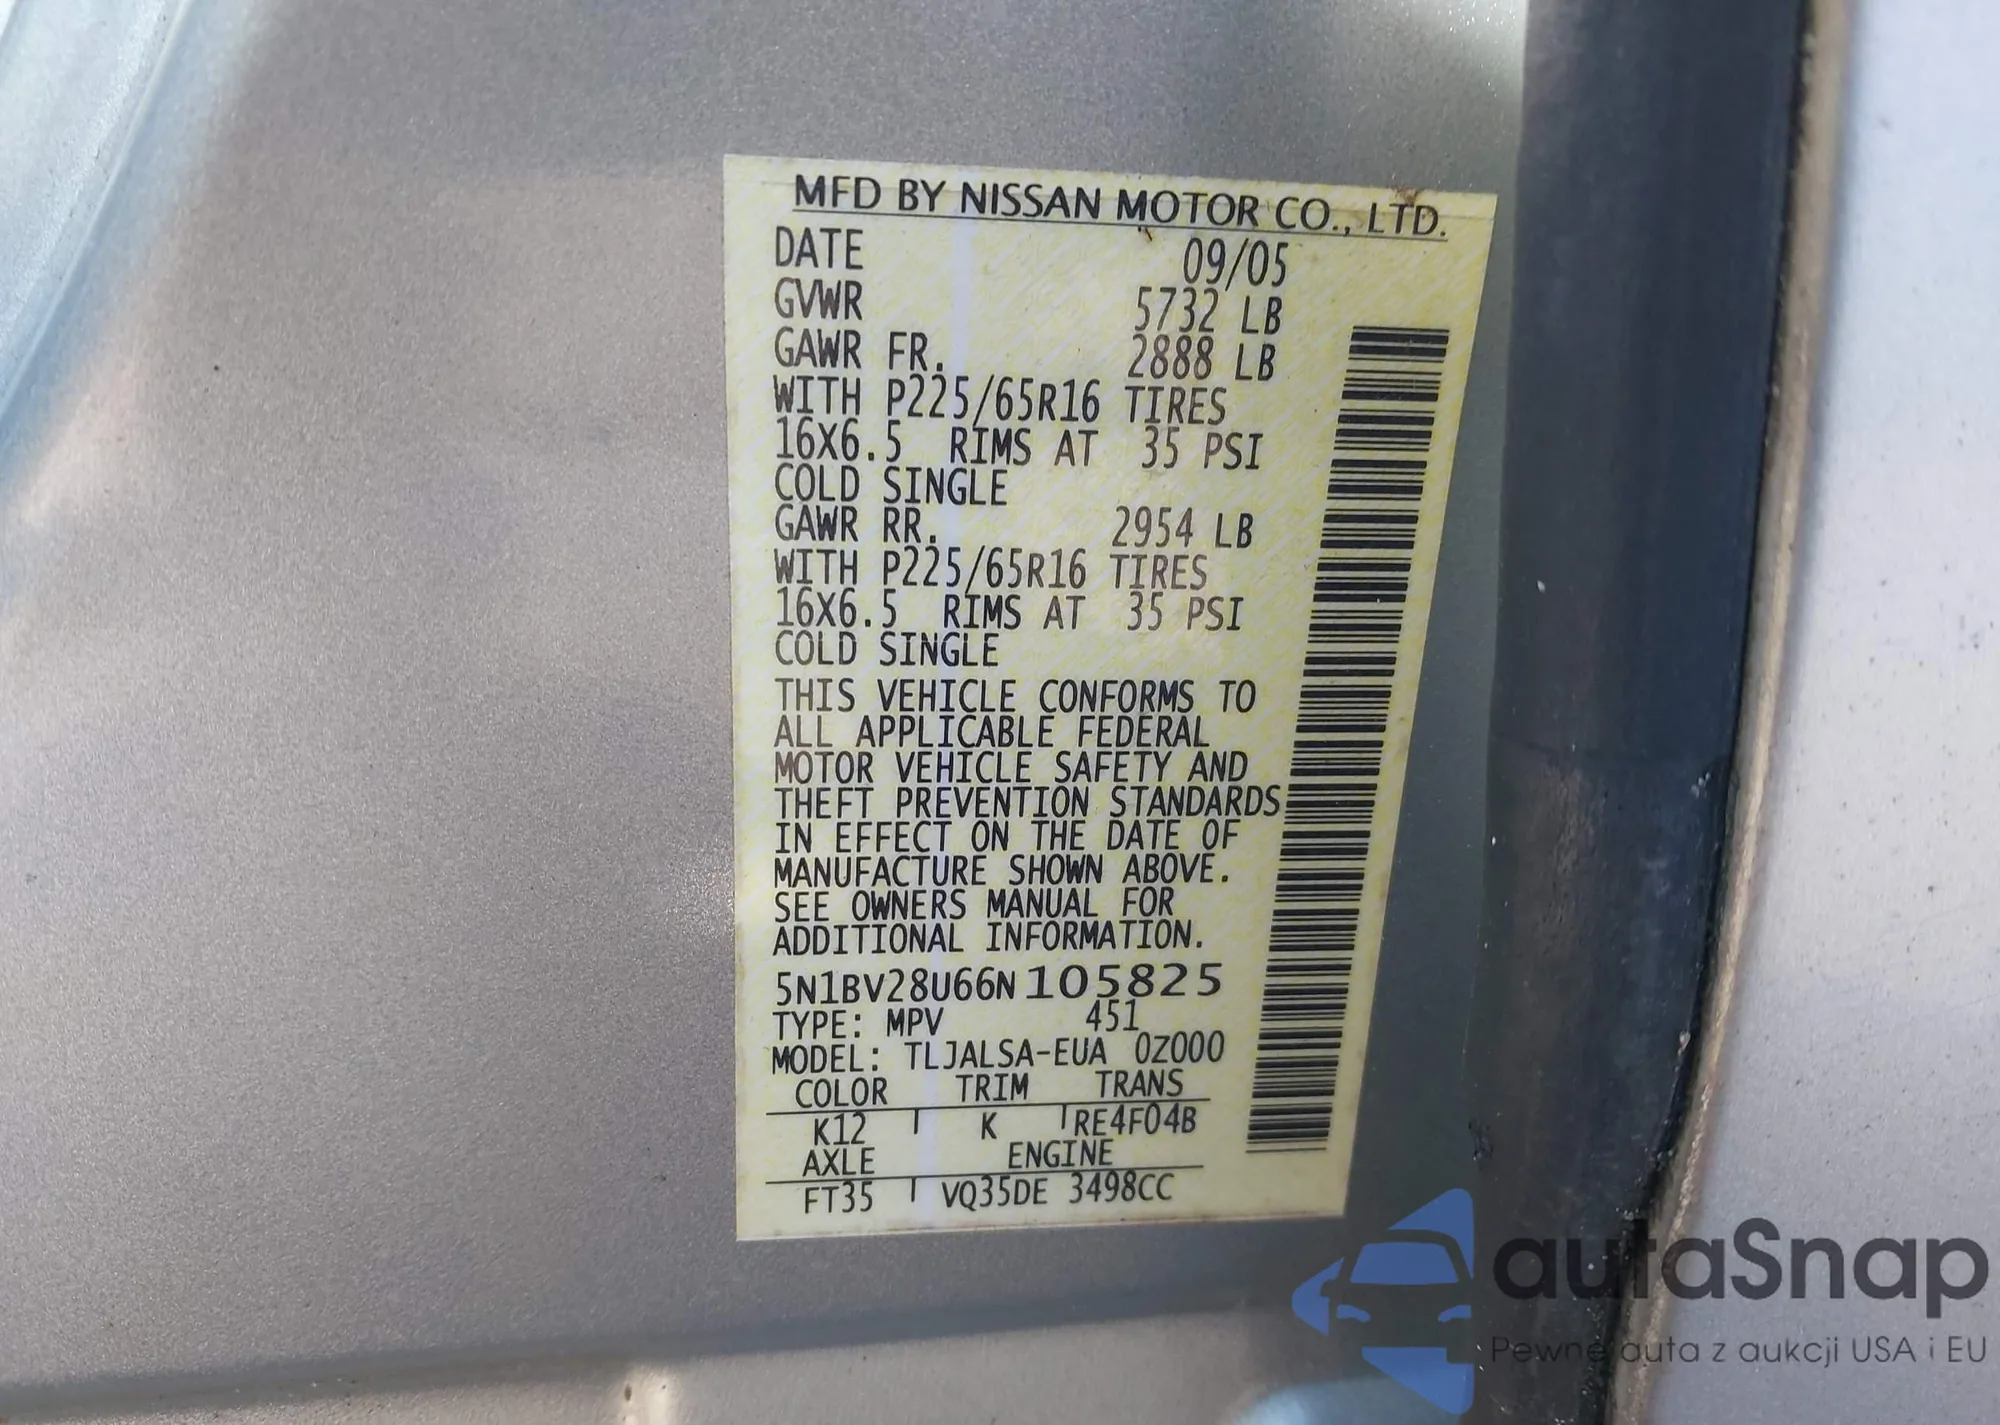 MFD BY NISSAN MOTOR CO., LTD.
DATE 09/05
GVWR 5732 LB
GAWR FR. 2888 LB
WITH P225/65R16 TIRES
16X6.5 RIMS AT 35 PSI
COLD SINGLE
GAWR RR. 2954 LB
WITH P225/65R16 TIRES
16X6.5 RIMS AT 35 PSI
COLD SINGLE
THIS VEHICLE CONFORMS TO
ALL APPLICABLE FEDERAL
MOTOR VEHICLE SAFETY AND
THEFT PREVENTION STANDARDS
IN EFFECT ON THE DATE OF
MANUFACTURE SHOWN ABOVE.
SEE OWNERS MANUAL FOR
ADDITIONAL INFORMATION.
5N1BV28U66N105825
TYPE: MPV 451
MODEL: TLJALSA-EUA 0Z000
COLOR TRIM TRANS
K12 K RE4F04B
AXLE ENGINE
FT35 VQ35DE 3498CC
autaSnap
Pewne auta z aukcji USA i EU